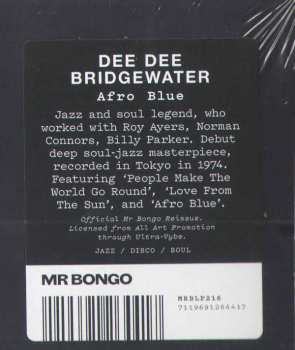 DEE DEE
BRIDGEWATER
Afro Blue
Jazz and soul legend, who
worked with Roy Ayers, Norman
Connors, Billy Parker. Debut
deep soul-jazz masterpiece,
recorded in Tokyo in 1974.
Featuring ‘People Make The
World Go Round’, ‘Love From
The Sun’, and ‘Afro Blue’.
Official Mr Bongo Reissue.
Licensed from All Art Promotion
through Ultra-Vybe.
JAZZ / DISCO / SOUL
MR BONGO
MRBLP216
7119691264417